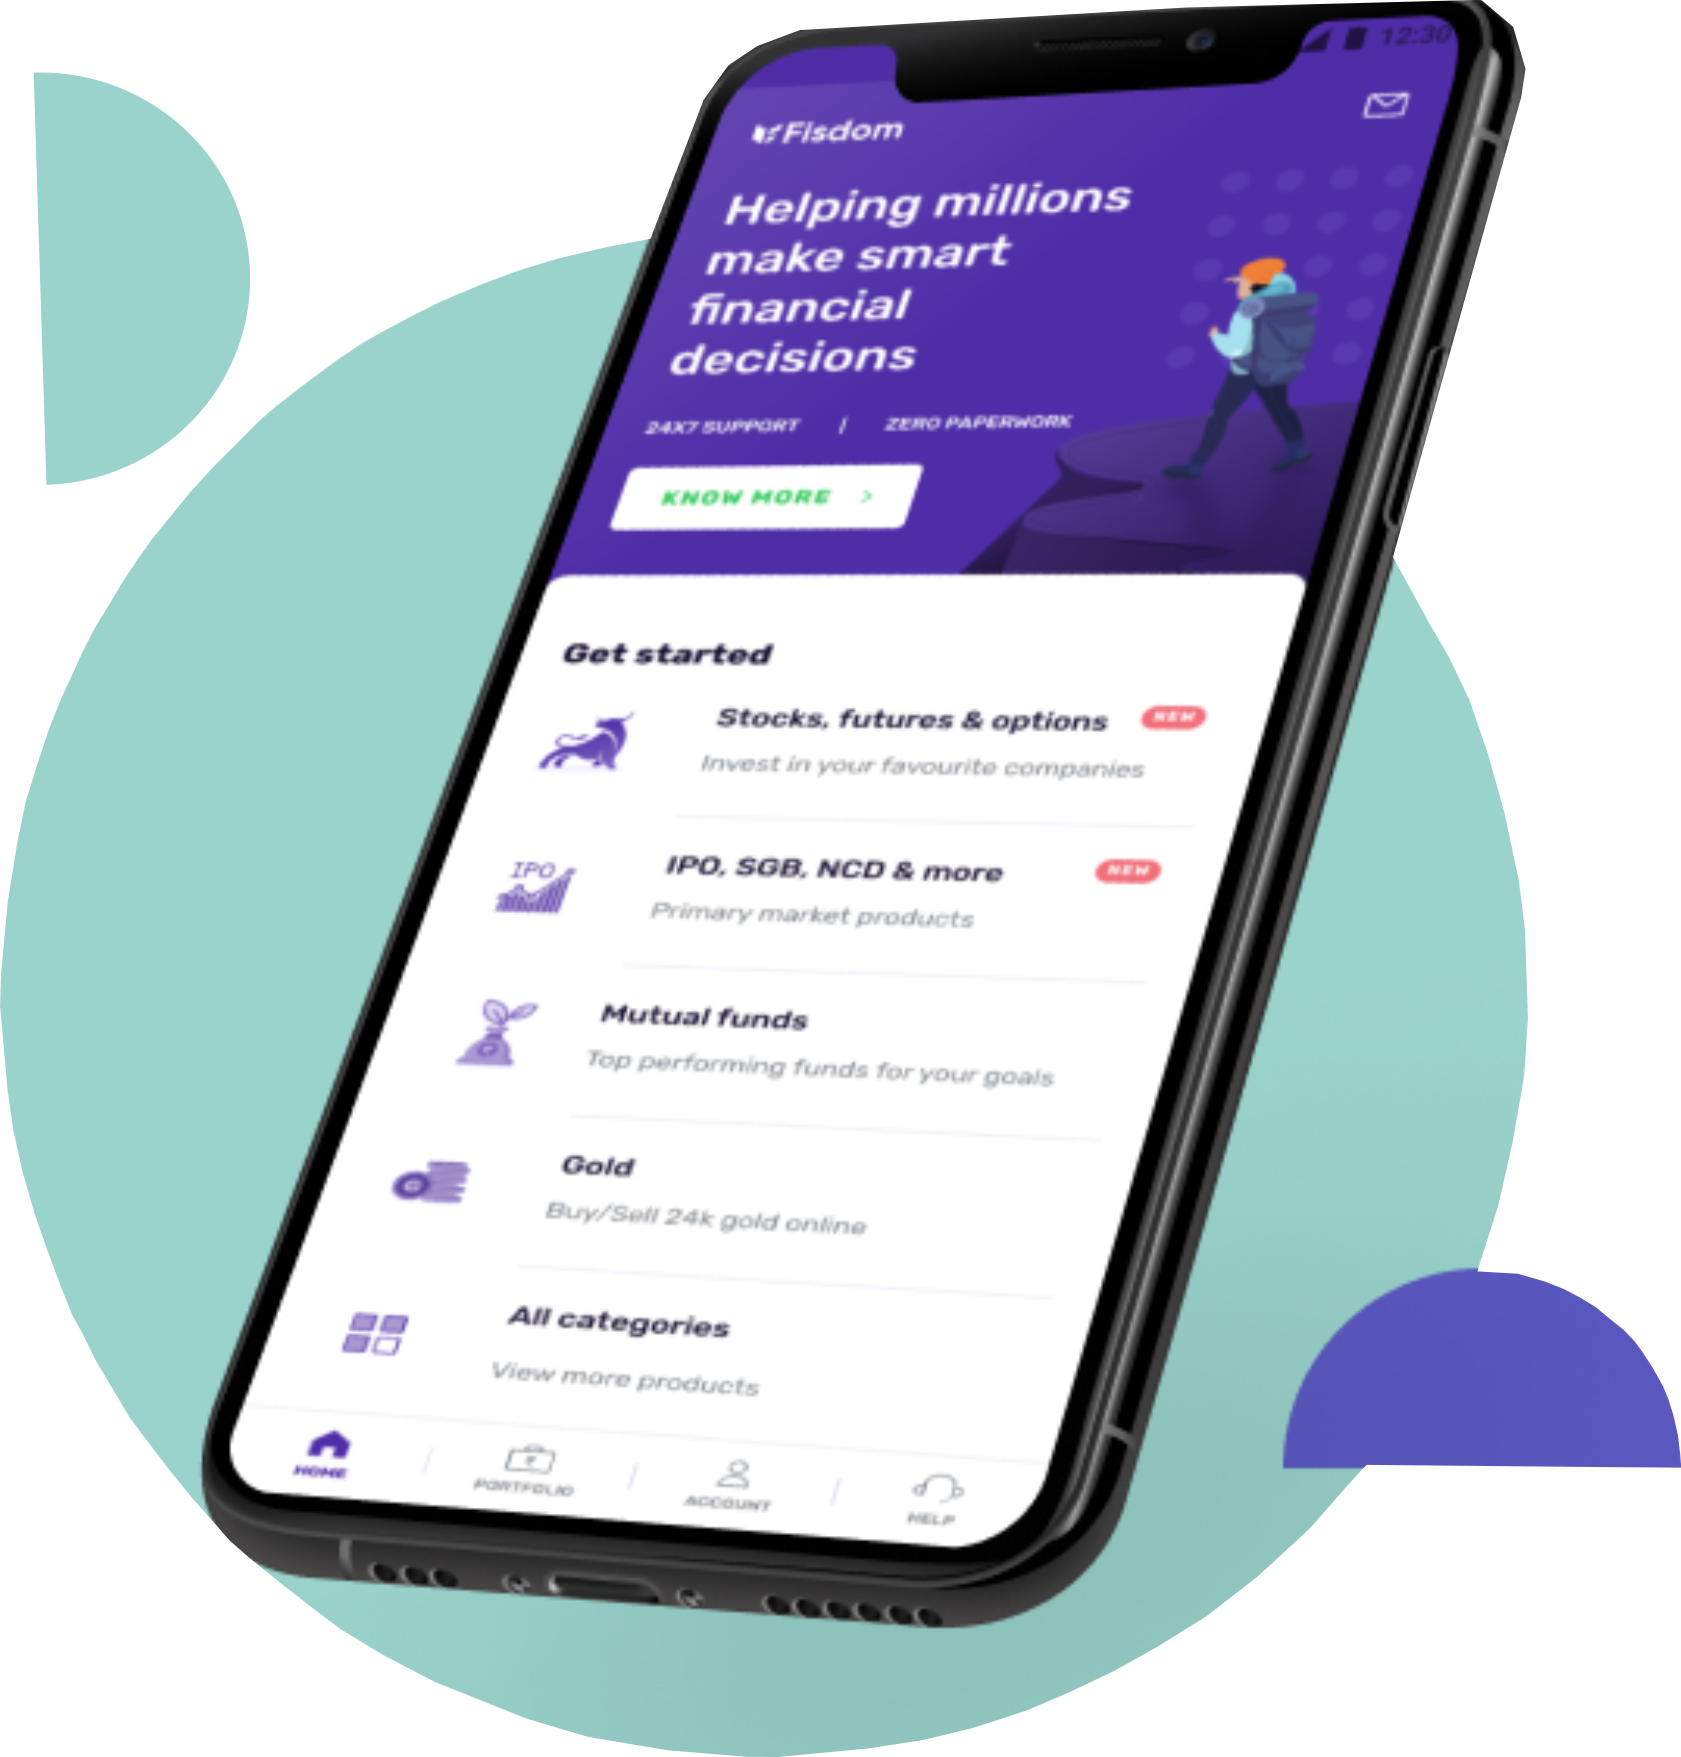 12:30
Fisdom
Helping millions
make smart
financial
decisions
24X7 SUPPORT | ZERO PAPERWORK
KNOW MORE >
Get started
Stocks, futures & options NEW
Invest in your favourite companies
IPO
IPO, SGB, NCD & more NEW
Primary market products
Mutual funds
Top performing funds for your goals
Gold
Buy/Sell 24k gold online
All categories
View more products
HOME PORTFOLIO ACCOUNT HELP